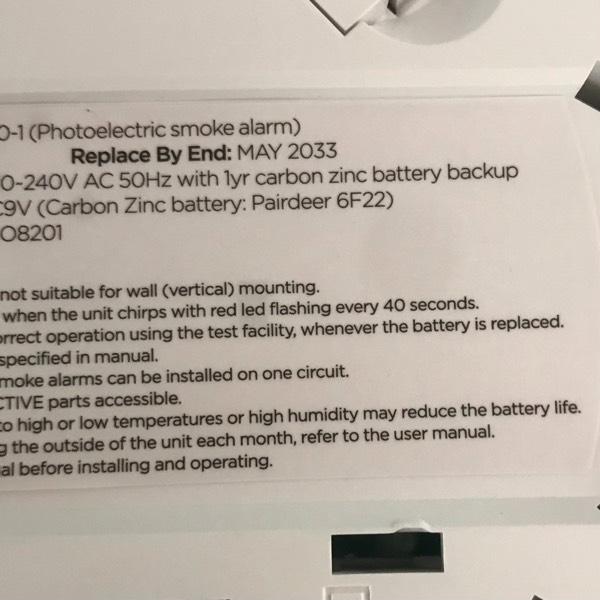 0-1 (Photoelectric smoke alarm)
Replace By End: MAY 2033
0-240V AC 50Hz with 1yr carbon zinc battery backup
C9V (Carbon Zinc battery: Pairdeer 6F22)
O8201
not suitable for wall (vertical) mounting.
when the unit chirps with red led flashing every 40 seconds.
orrect operation using the test facility, whenever the battery is replaced.
specified in manual.
moke alarms can be installed on one circuit.
CTIVE parts accessible.
to high or low temperatures or high humidity may reduce the battery life.
g the outside of the unit each month, refer to the user manual.
al before installing and operating.